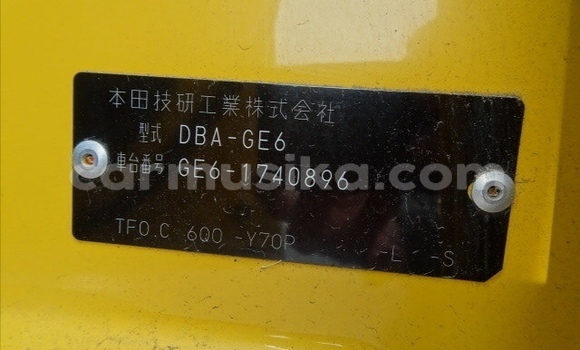 本田技研工業株式会社
型式 DBA-GE6
車台番号 GE6-1740896
carmusika.com
TF0.C 600 -Y70P -L -S